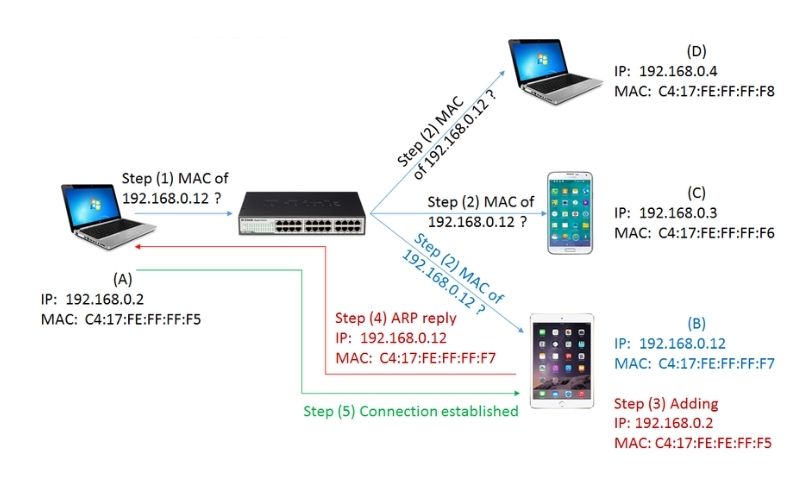 (D)
IP: 192.168.0.4
MAC: C4:17:FE:FF:FF:F8
Step (2) MAC
of 192.168.0.12 ?
Step (1) MAC of
192.168.0.12 ?
Step (2) MAC of
192.168.0.12 ?
(C)
IP: 192.168.0.3
MAC: C4:17:FE:FF:FF:F6
Step (2) MAC of
192.168.0.12 ?
(A)
IP: 192.168.0.2
MAC: C4:17:FE:FF:FF:F5
Step (4) ARP reply
IP: 192.168.0.12
MAC: C4:17:FE:FF:FF:F7
(B)
IP: 192.168.0.12
MAC: C4:17:FE:FF:FF:F7
Step (5) Connection established
Step (3) Adding
IP: 192.168.0.2
MAC: C4:17:FE:FE:FF:F5